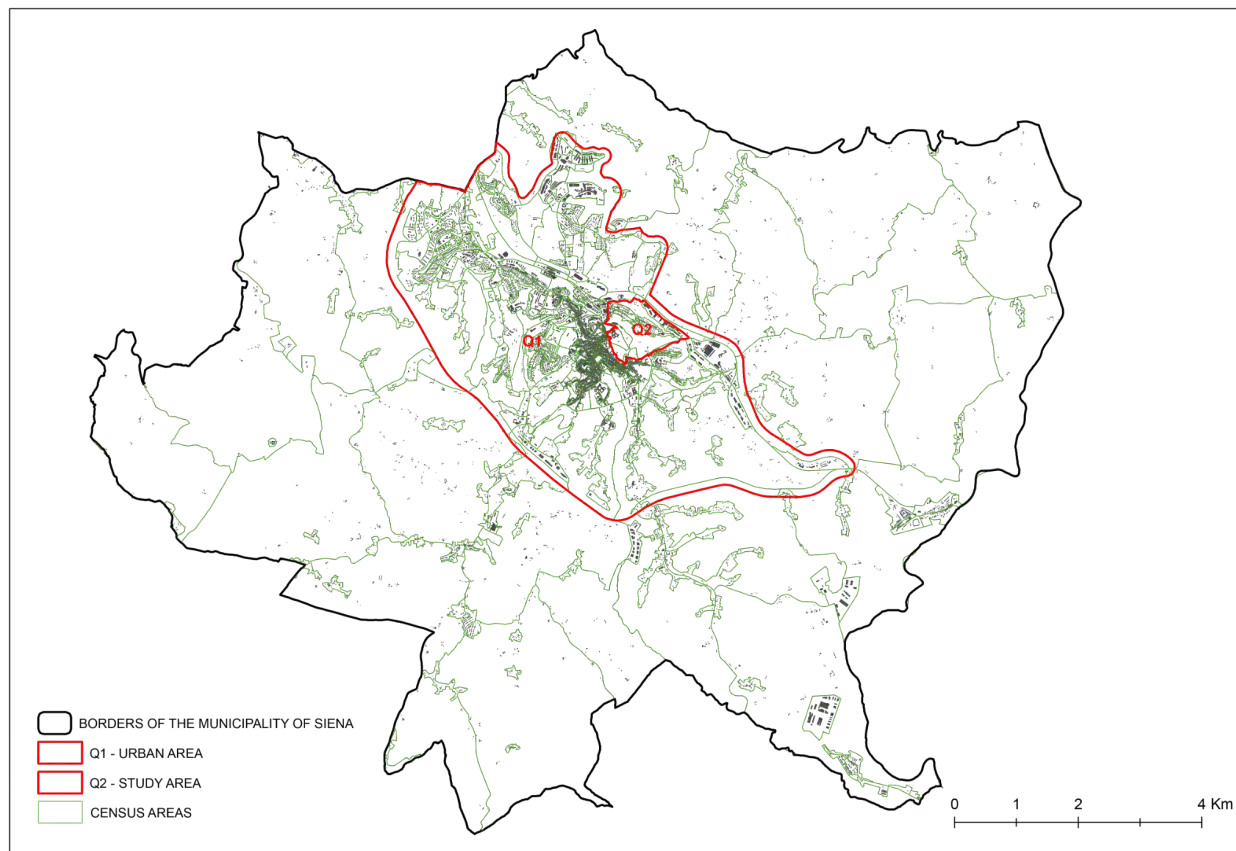 Q1
Q2
BORDERS OF THE MUNICIPALITY OF SIENA
Q1 - URBAN AREA
Q2 - STUDY AREA
CENSUS AREAS
0 1 2 4 Km